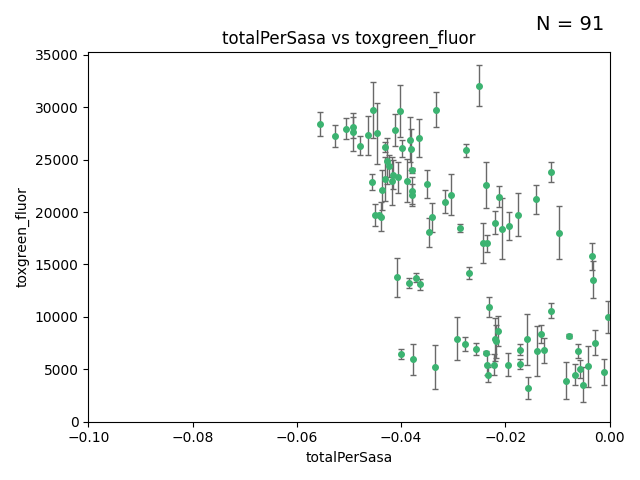 N = 91
totalPerSasa vs toxgreen_fluor
35000
30000
25000
20000
15000
10000
5000
0
toxgreen_fluor
−0.10 −0.08 −0.06 −0.04 −0.02 0.00
totalPerSasa